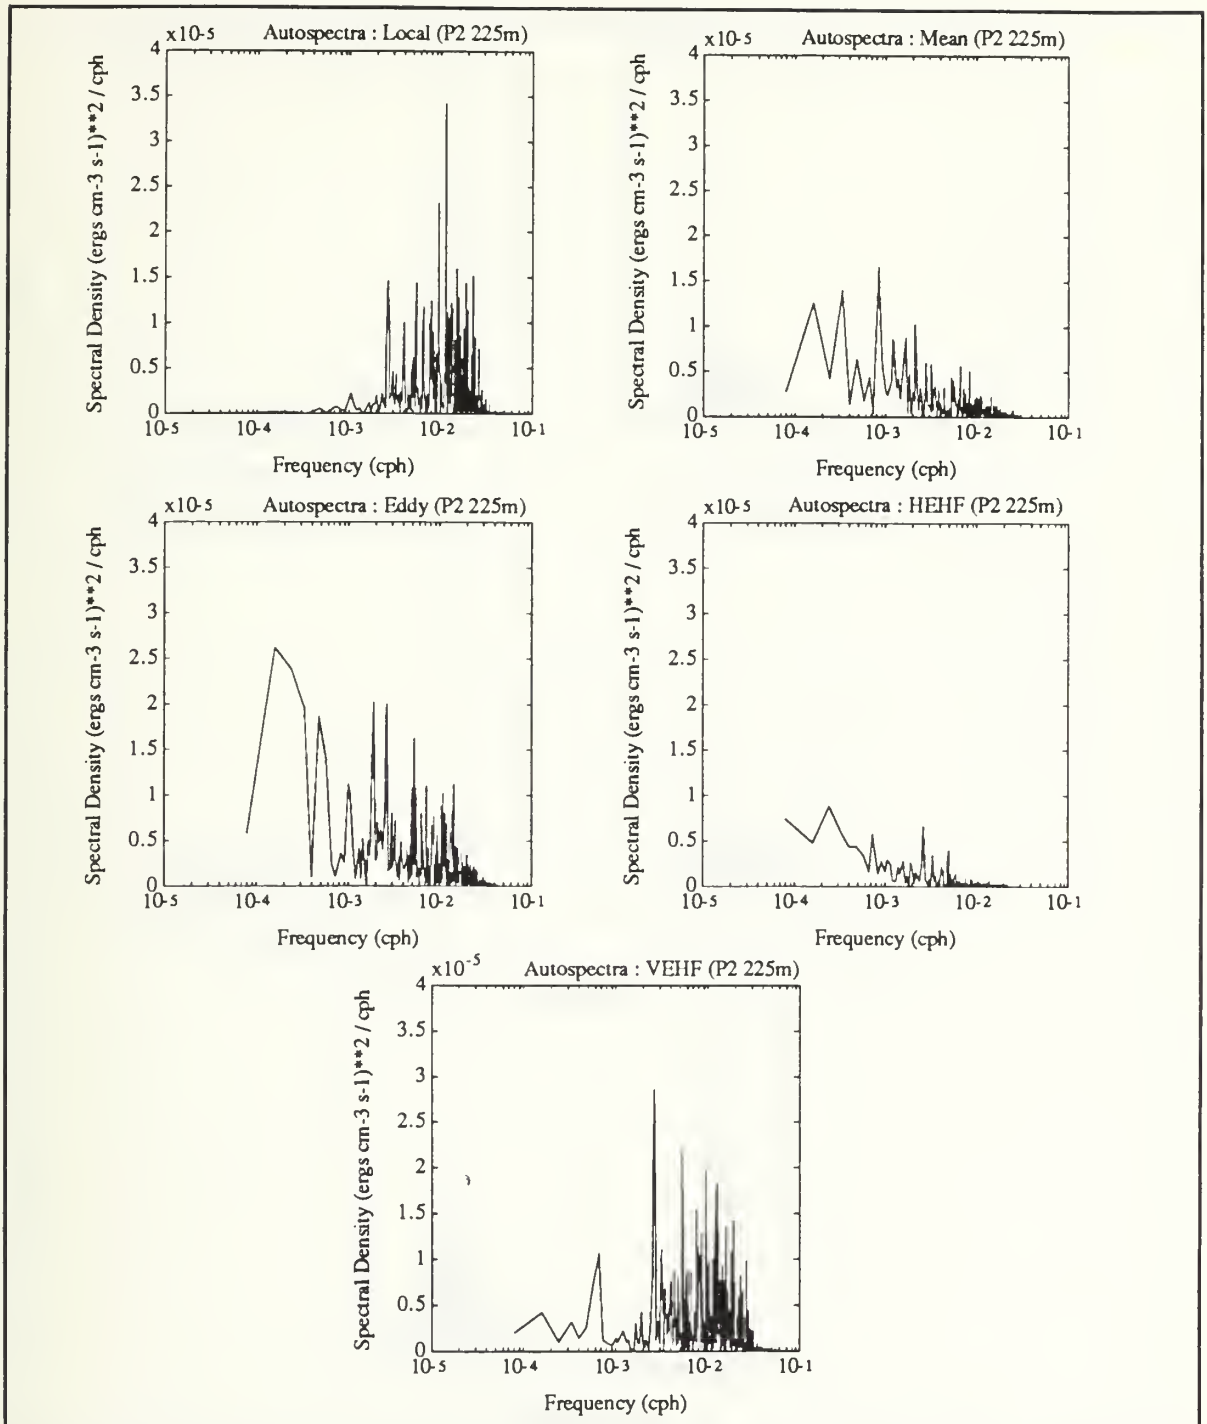 x10-5 Autospectra : Local (P2 225m)
Spectral Density (ergs cm-3 s-1)**2 / cph
4
3.5
3
2.5
2
1.5
1
0.5
0
10-5 10-4 10-3 10-2 10-1
Frequency (cph)
x10-5 Autospectra : Mean (P2 225m)
Spectral Density (ergs cm-3 s-1)**2 / cph
4
3.5
3
2.5
2
1.5
1
0.5
0
10-5 10-4 10-3 10-2 10-1
Frequency (cph)
x10-5 Autospectra : Eddy (P2 225m)
Spectral Density (ergs cm-3 s-1)**2 / cph
4
3.5
3
2.5
2
1.5
1
0.5
0
10-5 10-4 10-3 10-2 10-1
Frequency (cph)
x10-5 Autospectra : HEHF (P2 225m)
Spectral Density (ergs cm-3 s-1)**2 / cph
4
3.5
3
2.5
2
1.5
1
0.5
0
10-5 10-4 10-3 10-2 10-1
Frequency (cph)
x10-5 Autospectra : VEHF (P2 225m)
Spectral Density (ergs cm-3 s-1)**2 / cph
4
3.5
3
2.5
2
1.5
1
0.5
0
10-5 10-4 10-3 10-2 10-1
Frequency (cph)